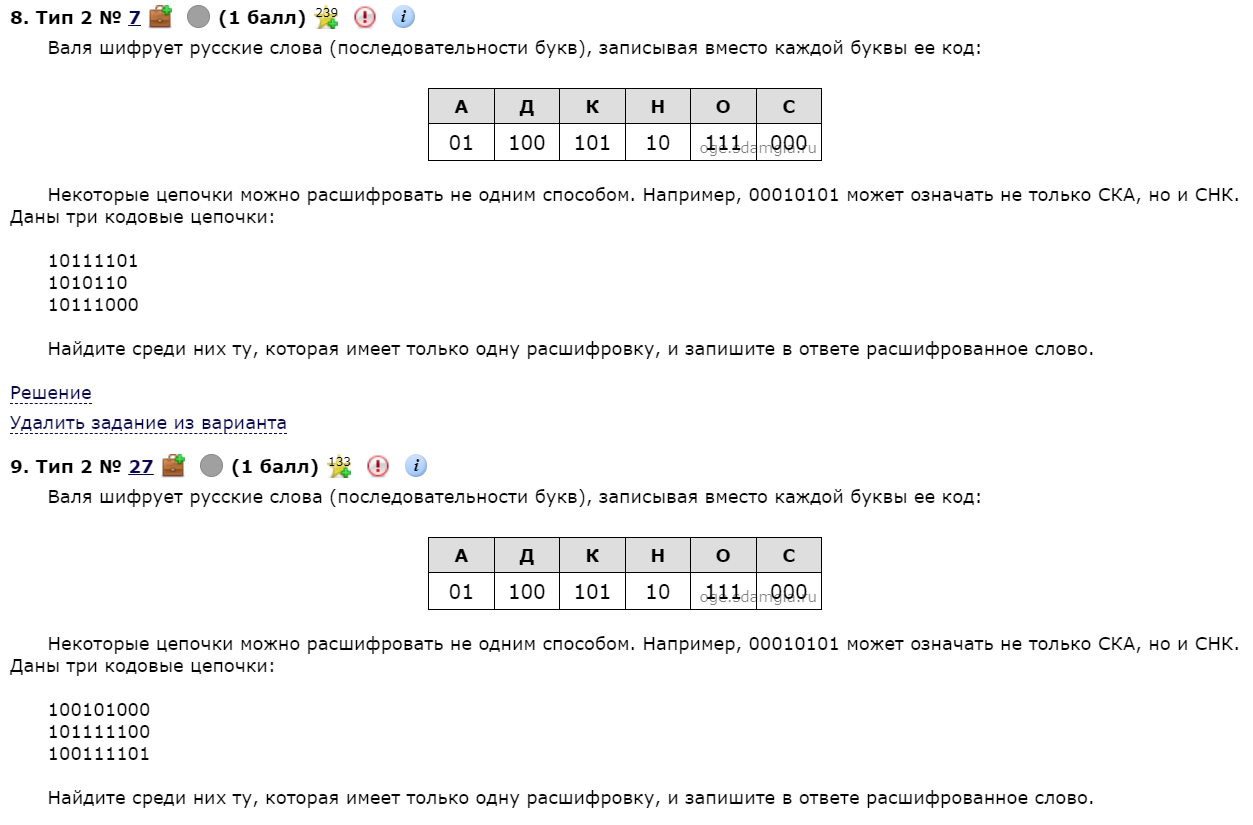 8. Тип 2 № 7 (1 балл) 239
Валя шифрует русские слова (последовательности букв), записывая вместо каждой буквы ее код:
А Д К Н О С
01 100 101 10 111 000
oge.sdamgia.ru
Некоторые цепочки можно расшифровать не одним способом. Например, 00010101 может означать не только СКА, но и СНК.
Даны три кодовые цепочки:
10111101
1010110
10111000
Найдите среди них ту, которая имеет только одну расшифровку, и запишите в ответе расшифрованное слово.
Решение
Удалить задание из варианта
9. Тип 2 № 27 (1 балл) 133
Валя шифрует русские слова (последовательности букв), записывая вместо каждой буквы ее код:
А Д К Н О С
01 100 101 10 111 000
oge.sdamgia.ru
Некоторые цепочки можно расшифровать не одним способом. Например, 00010101 может означать не только СКА, но и СНК.
Даны три кодовые цепочки:
100101000
101111100
100111101
Найдите среди них ту, которая имеет только одну расшифровку, и запишите в ответе расшифрованное слово.